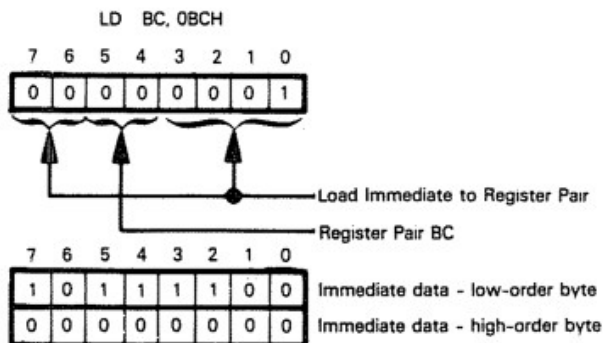 LD BC, 0BCH
7 6 5 4 3 2 1 0
0 0 0 0 0 0 0 1
Load Immediate to Register Pair
Register Pair BC
7 6 5 4 3 2 1 0
1 0 1 1 1 1 0 0 Immediate data - low-order byte
0 0 0 0 0 0 0 0 Immediate data - high-order byte